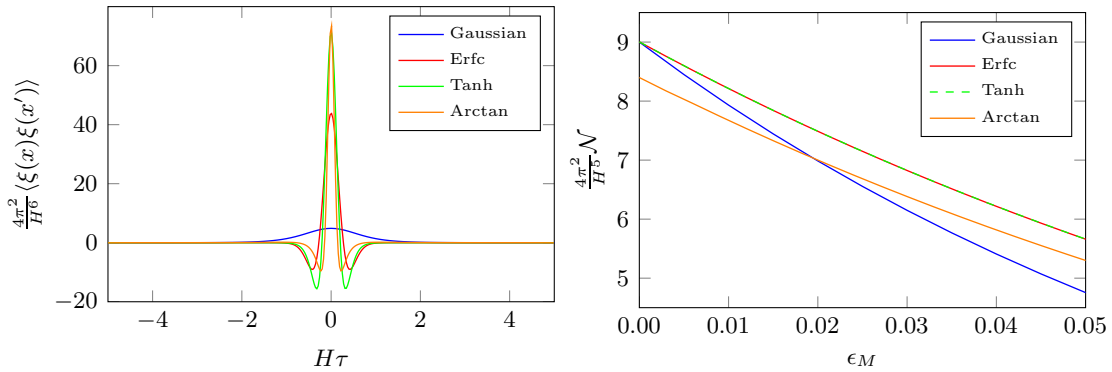 Gaussian
Erfc
Tanh
Arctan
60
40
20
0
−20
−4
−2
0
2
4
Hτ
4π²/H⁶ ⟨ξ(x)ξ(x′)⟩
Gaussian
Erfc
Tanh
Arctan
9
8
7
6
5
0.00
0.01
0.02
0.03
0.04
0.05
ϵ_M
4π²/H⁵ 𝒩